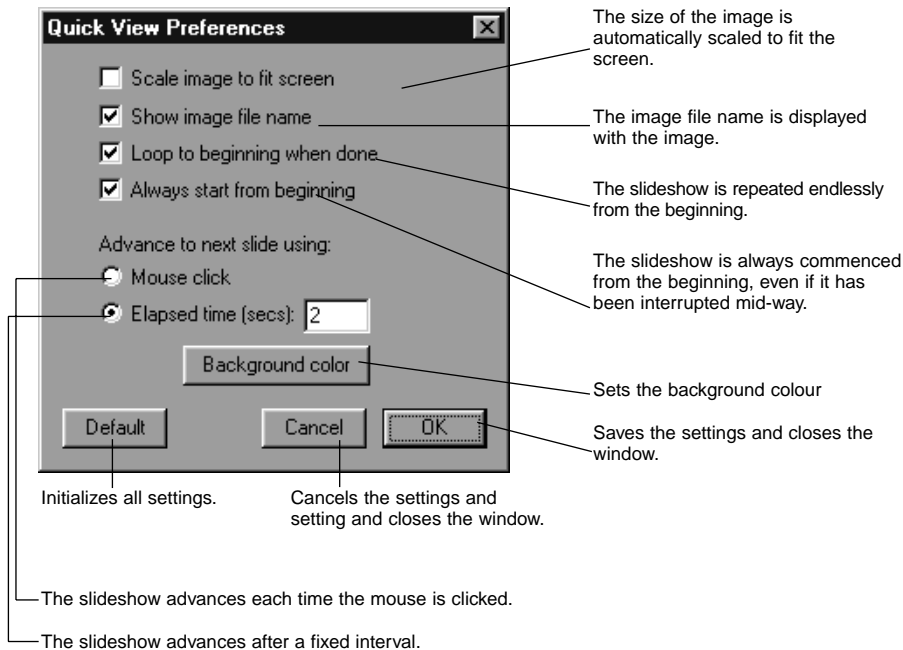 Quick View Preferences
Scale image to fit screen
Show image file name
Loop to beginning when done
Always start from beginning
Advance to next slide using:
Mouse click
Elapsed time (secs): 2
Background color
Default
Cancel
OK
The size of the image is
automatically scaled to fit the
screen.
The image file name is displayed
with the image.
The slideshow is repeated endlessly
from the beginning.
The slideshow is always commenced
from the beginning, even if it has
been interrupted mid-way.
Sets the background colour
Saves the settings and closes the
window.
Initializes all settings.
Cancels the settings and
setting and closes the window.
The slideshow advances each time the mouse is clicked.
The slideshow advances after a fixed interval.